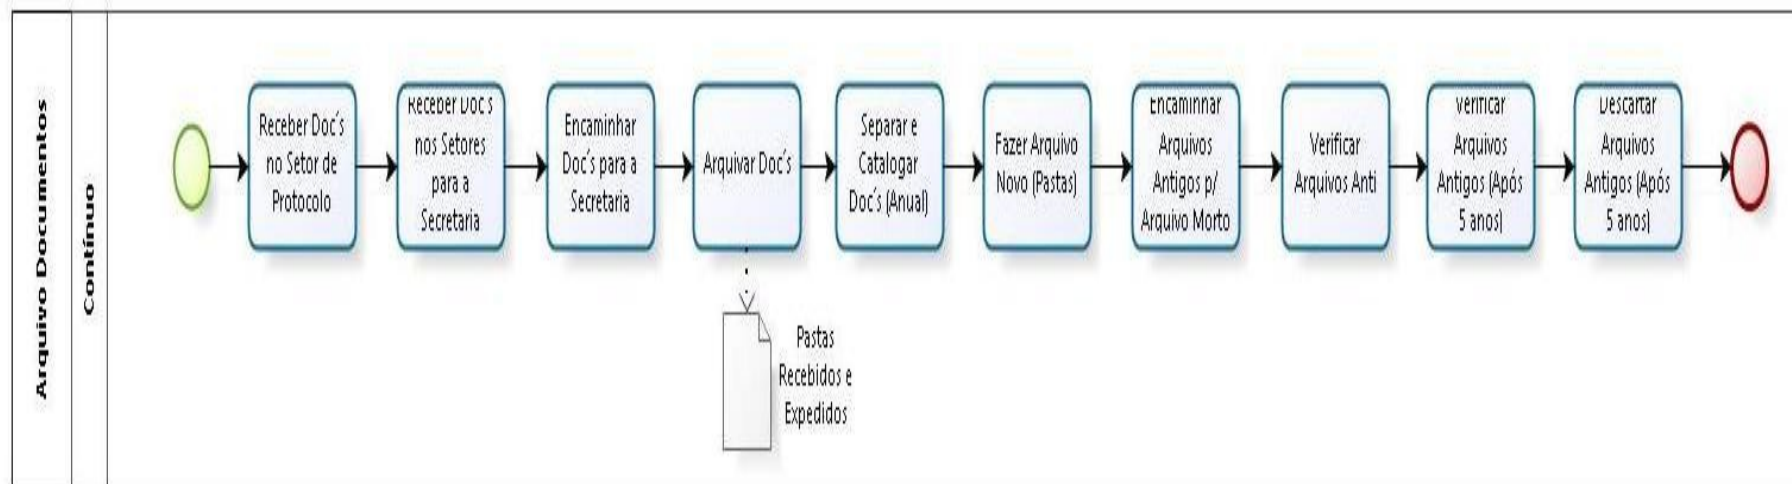 Arquivo Documentos
Contínuo
Receber Doc´s
no Setor de
Protocolo
Receber Doc´s
nos Setores
para a
Secretaria
Encaminhar
Doc´s para a
Secretaria
Arquivar Doc´s
Separar e
Catalogar
Doc´s (Anual)
Fazer Arquivo
Novo (Pastas)
Encaminhar
Arquivos
Antigos p/
Arquivo Morto
Verificar
Arquivos Anti
Verificar
Arquivos
Antigos (Após
5 anos)
Descartar
Arquivos
Antigos (Após
5 anos)
Pastas
Recebidos e
Expedidos